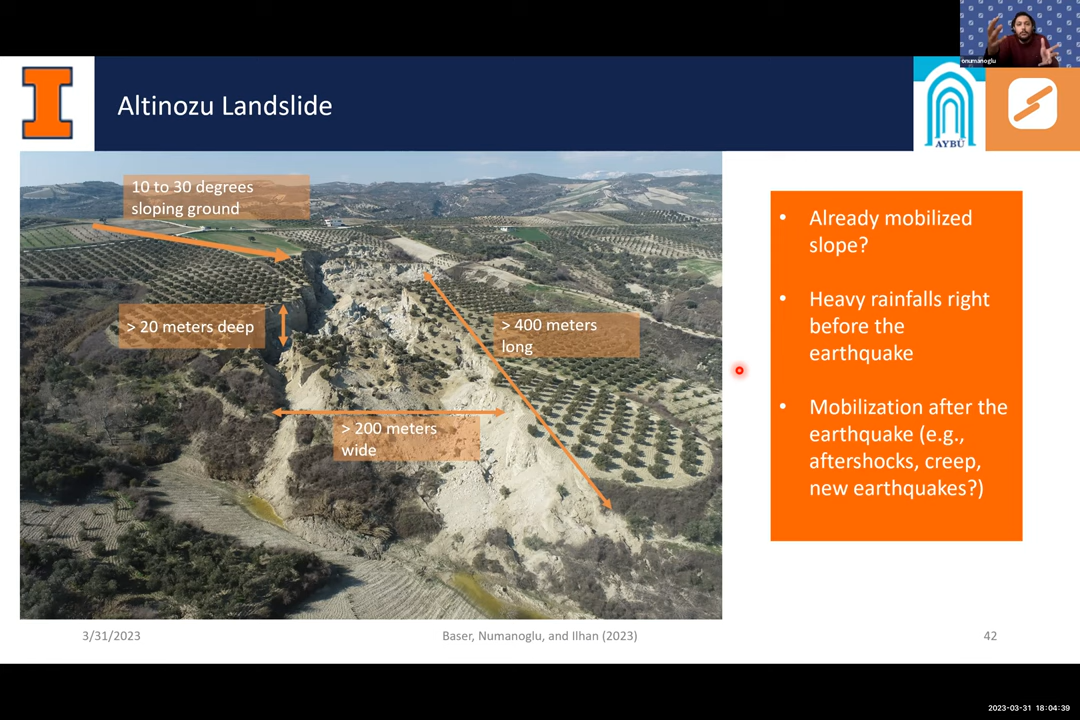 onumanoglu
Altinozu Landslide
AYBÜ
10 to 30 degrees
sloping ground
> 20 meters deep
> 400 meters
long
> 200 meters
wide
• Already mobilized
slope?
• Heavy rainfalls right
before the
earthquake
• Mobilization after the
earthquake (e.g.,
aftershocks, creep,
new earthquakes?)
3/31/2023
Baser, Numanoglu, and Ilhan (2023)
42
2023-03-31 18:04:39